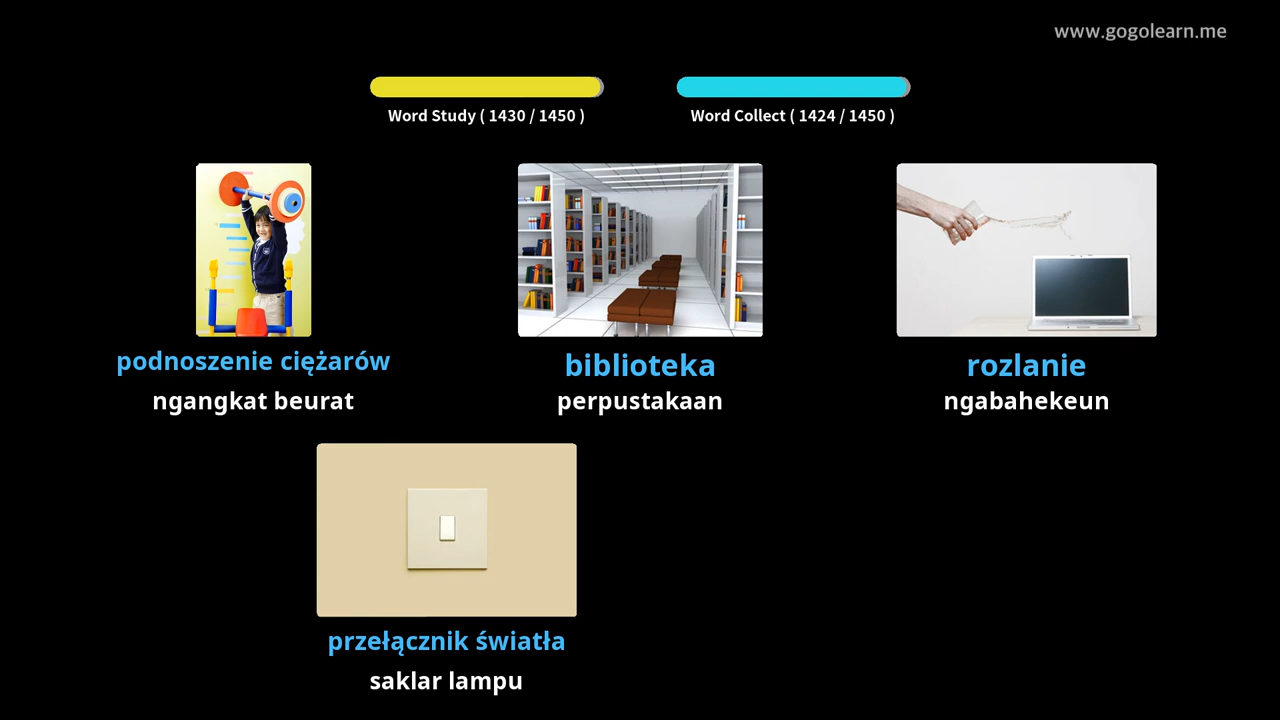 www.gogolearn.me
Word Study ( 1430 / 1450 )
Word Collect ( 1424 / 1450 )
podnoszenie ciężarów
ngangkat beurat
biblioteka
perpustakaan
rozlanie
ngabahekeun
przełącznik światła
saklar lampu